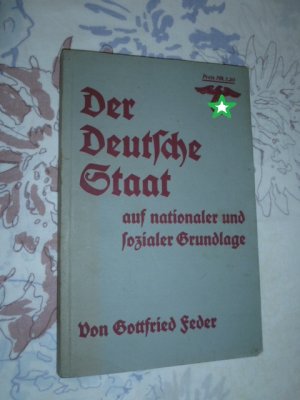 Der
Deutsche
Staat
auf nationaler und
sozialer Grundlage
Von Gottfried Feder